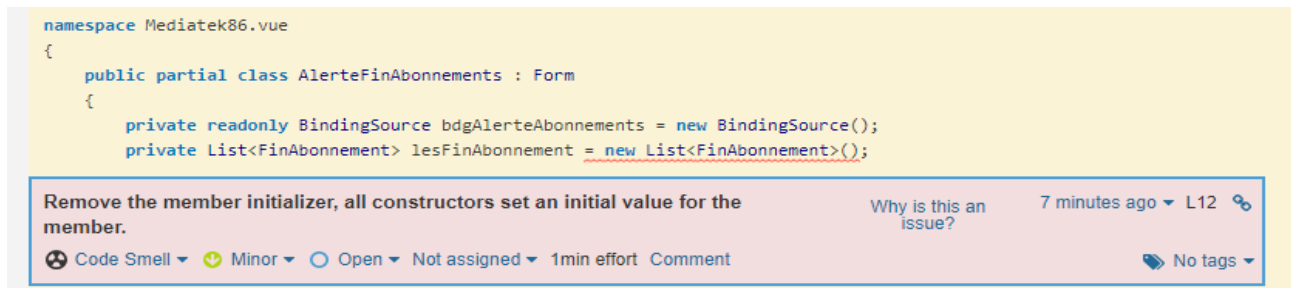 namespace Mediatek86.vue
{
public partial class AlerteFinAbonnements : Form
{
private readonly BindingSource bdgAlerteAbonnements = new BindingSource();
private List<FinAbonnement> lesFinAbonnement = new List<FinAbonnement>();
Remove the member initializer, all constructors set an initial value for the
member.
Why is this an
issue?
7 minutes ago L12
Code Smell Minor Open Not assigned 1min effort Comment
No tags